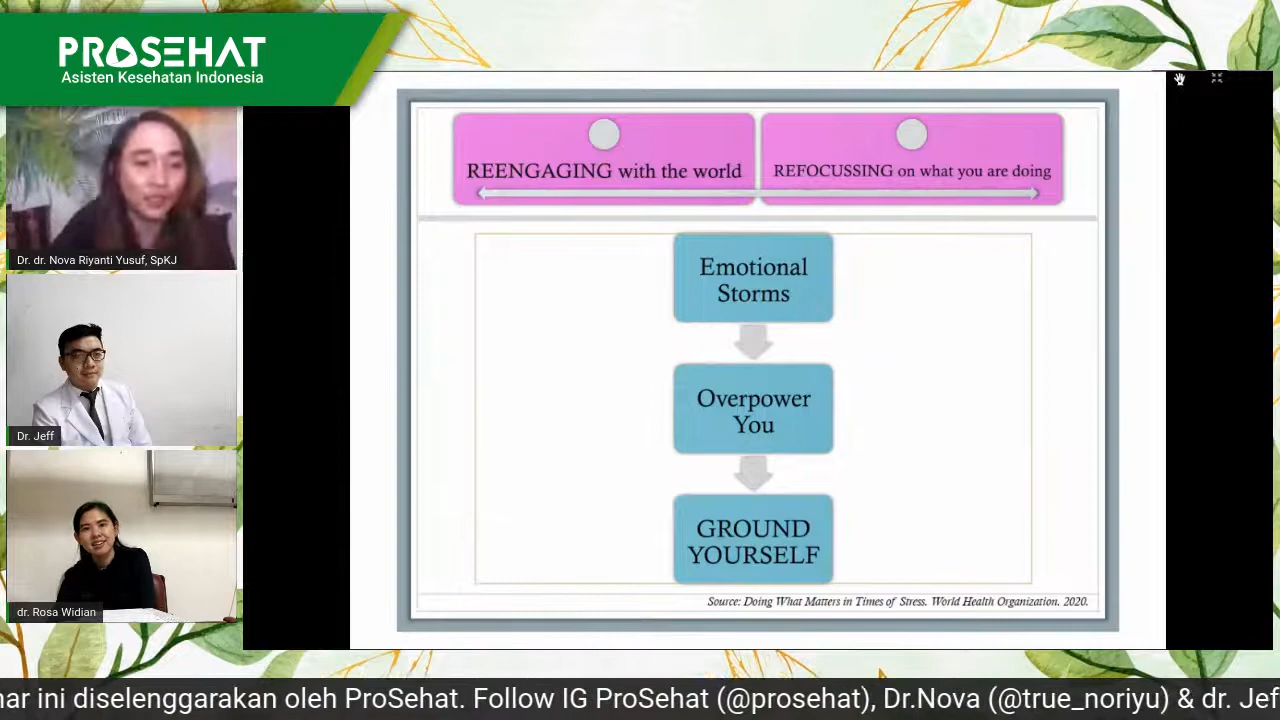 PROSEHAT
Asisten Kesehatan Indonesia
Dr. dr. Nova Riyanti Yusuf, SpKJ
Dr. Jeff
dr. Rosa Widian
REENGAGING with the world
REFOCUSSING on what you are doing
Emotional
Storms
Overpower
You
GROUND
YOURSELF
Source: Doing What Matters in Times of Stress. World Health Organization. 2020.
nar ini diselenggarakan oleh ProSehat. Follow IG ProSehat (@prosehat), Dr.Nova (@true_noriyu) & dr. Jef